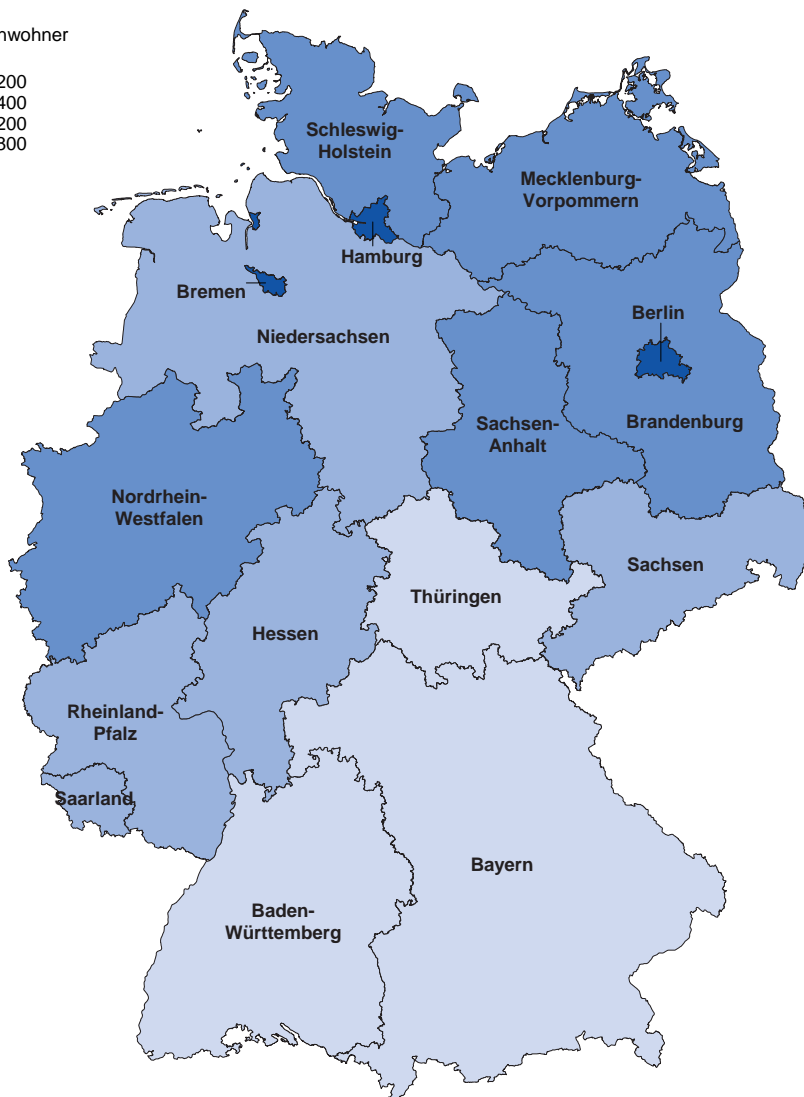 nwohner
200
400
200
300
Schleswig-
Holstein
Mecklenburg-
Vorpommern
Hamburg
Bremen
Berlin
Niedersachsen
Sachsen-
Anhalt
Brandenburg
Nordrhein-
Westfalen
Sachsen
Thüringen
Hessen
Rheinland-
Pfalz
Saarland
Bayern
Baden-
Württemberg